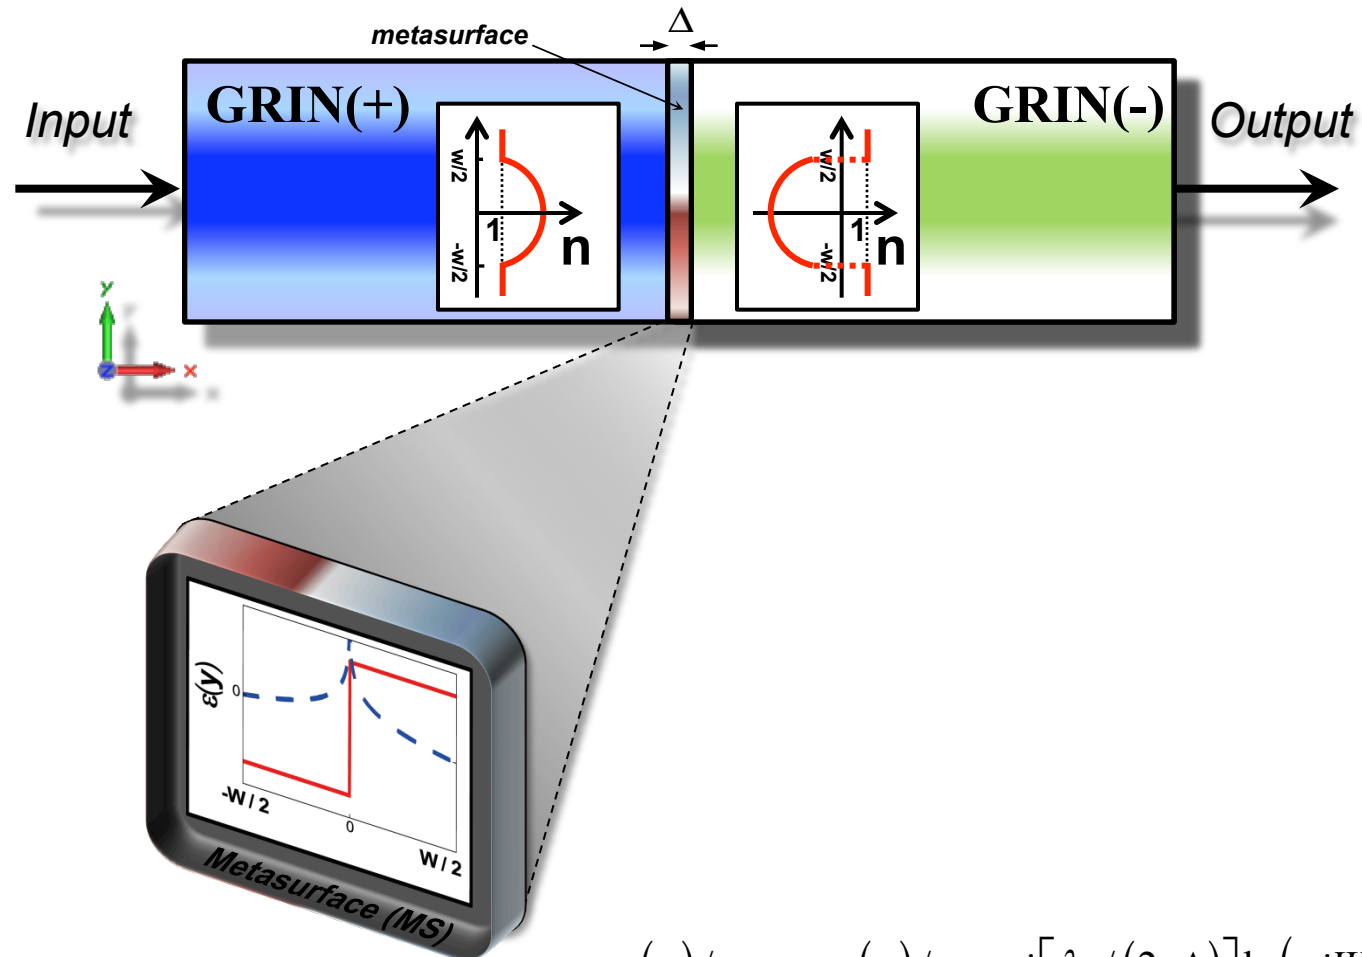 Δ
metasurface
GRIN(+)
GRIN(-)
Input
Output
w/2
-w/2
1
n
w/2
-w/2
1
n
y
z
x
ε(y)
0
-W / 2
0
W / 2
Metasurface (MS)